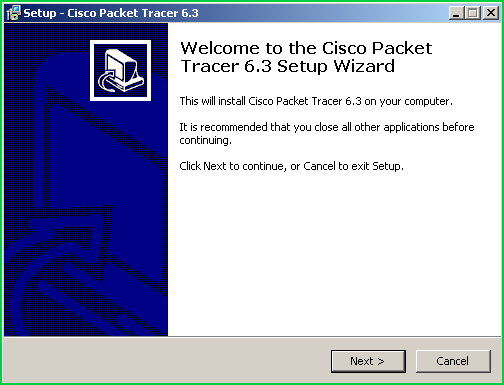 Setup - Cisco Packet Tracer 6.3
Welcome to the Cisco Packet
Tracer 6.3 Setup Wizard
This will install Cisco Packet Tracer 6.3 on your computer.
It is recommended that you close all other applications before
continuing.
Click Next to continue, or Cancel to exit Setup.
Next >
Cancel